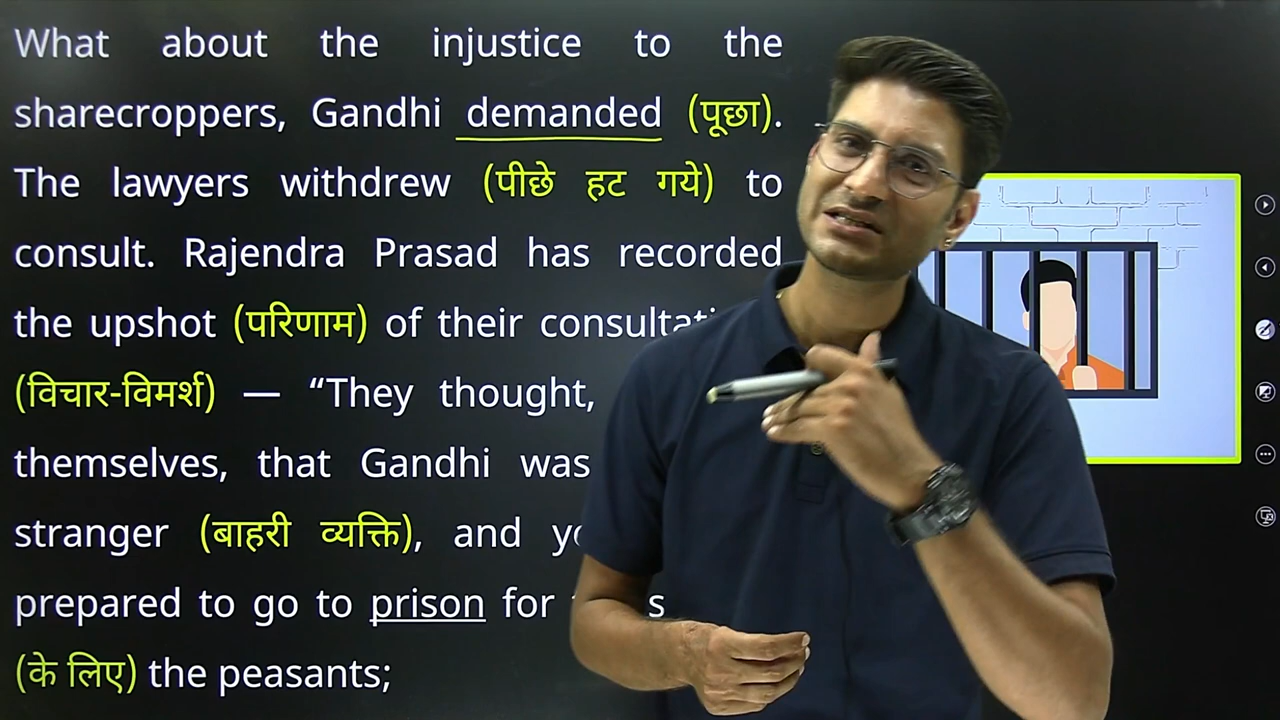 What about the injustice to the
sharecroppers, Gandhi demanded (पूछा).
The lawyers withdrew (पीछे हट गये) to
consult. Rajendra Prasad has recorded
the upshot (परिणाम) of their
(विचार-विमर्श) — “They thought,
themselves, that Gandhi was
stranger (बाहरी व्यक्ति), and
prepared to go to prison for
(के लिए) the peasants;